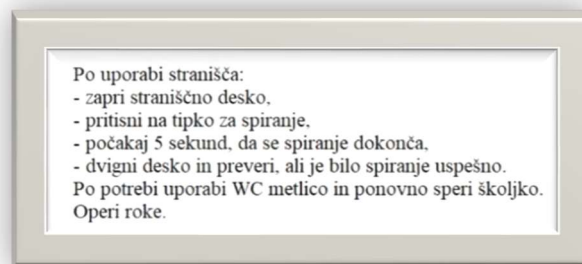 Po uporabi stranišča:
- zapri straniščno desko,
- pritisni na tipko za spiranje,
- počakaj 5 sekund, da se spiranje dokonča,
- dvigni desko in preveri, ali je bilo spiranje uspešno.
Po potrebi uporabi WC metlico in ponovno speri školjko.
Operi roke.